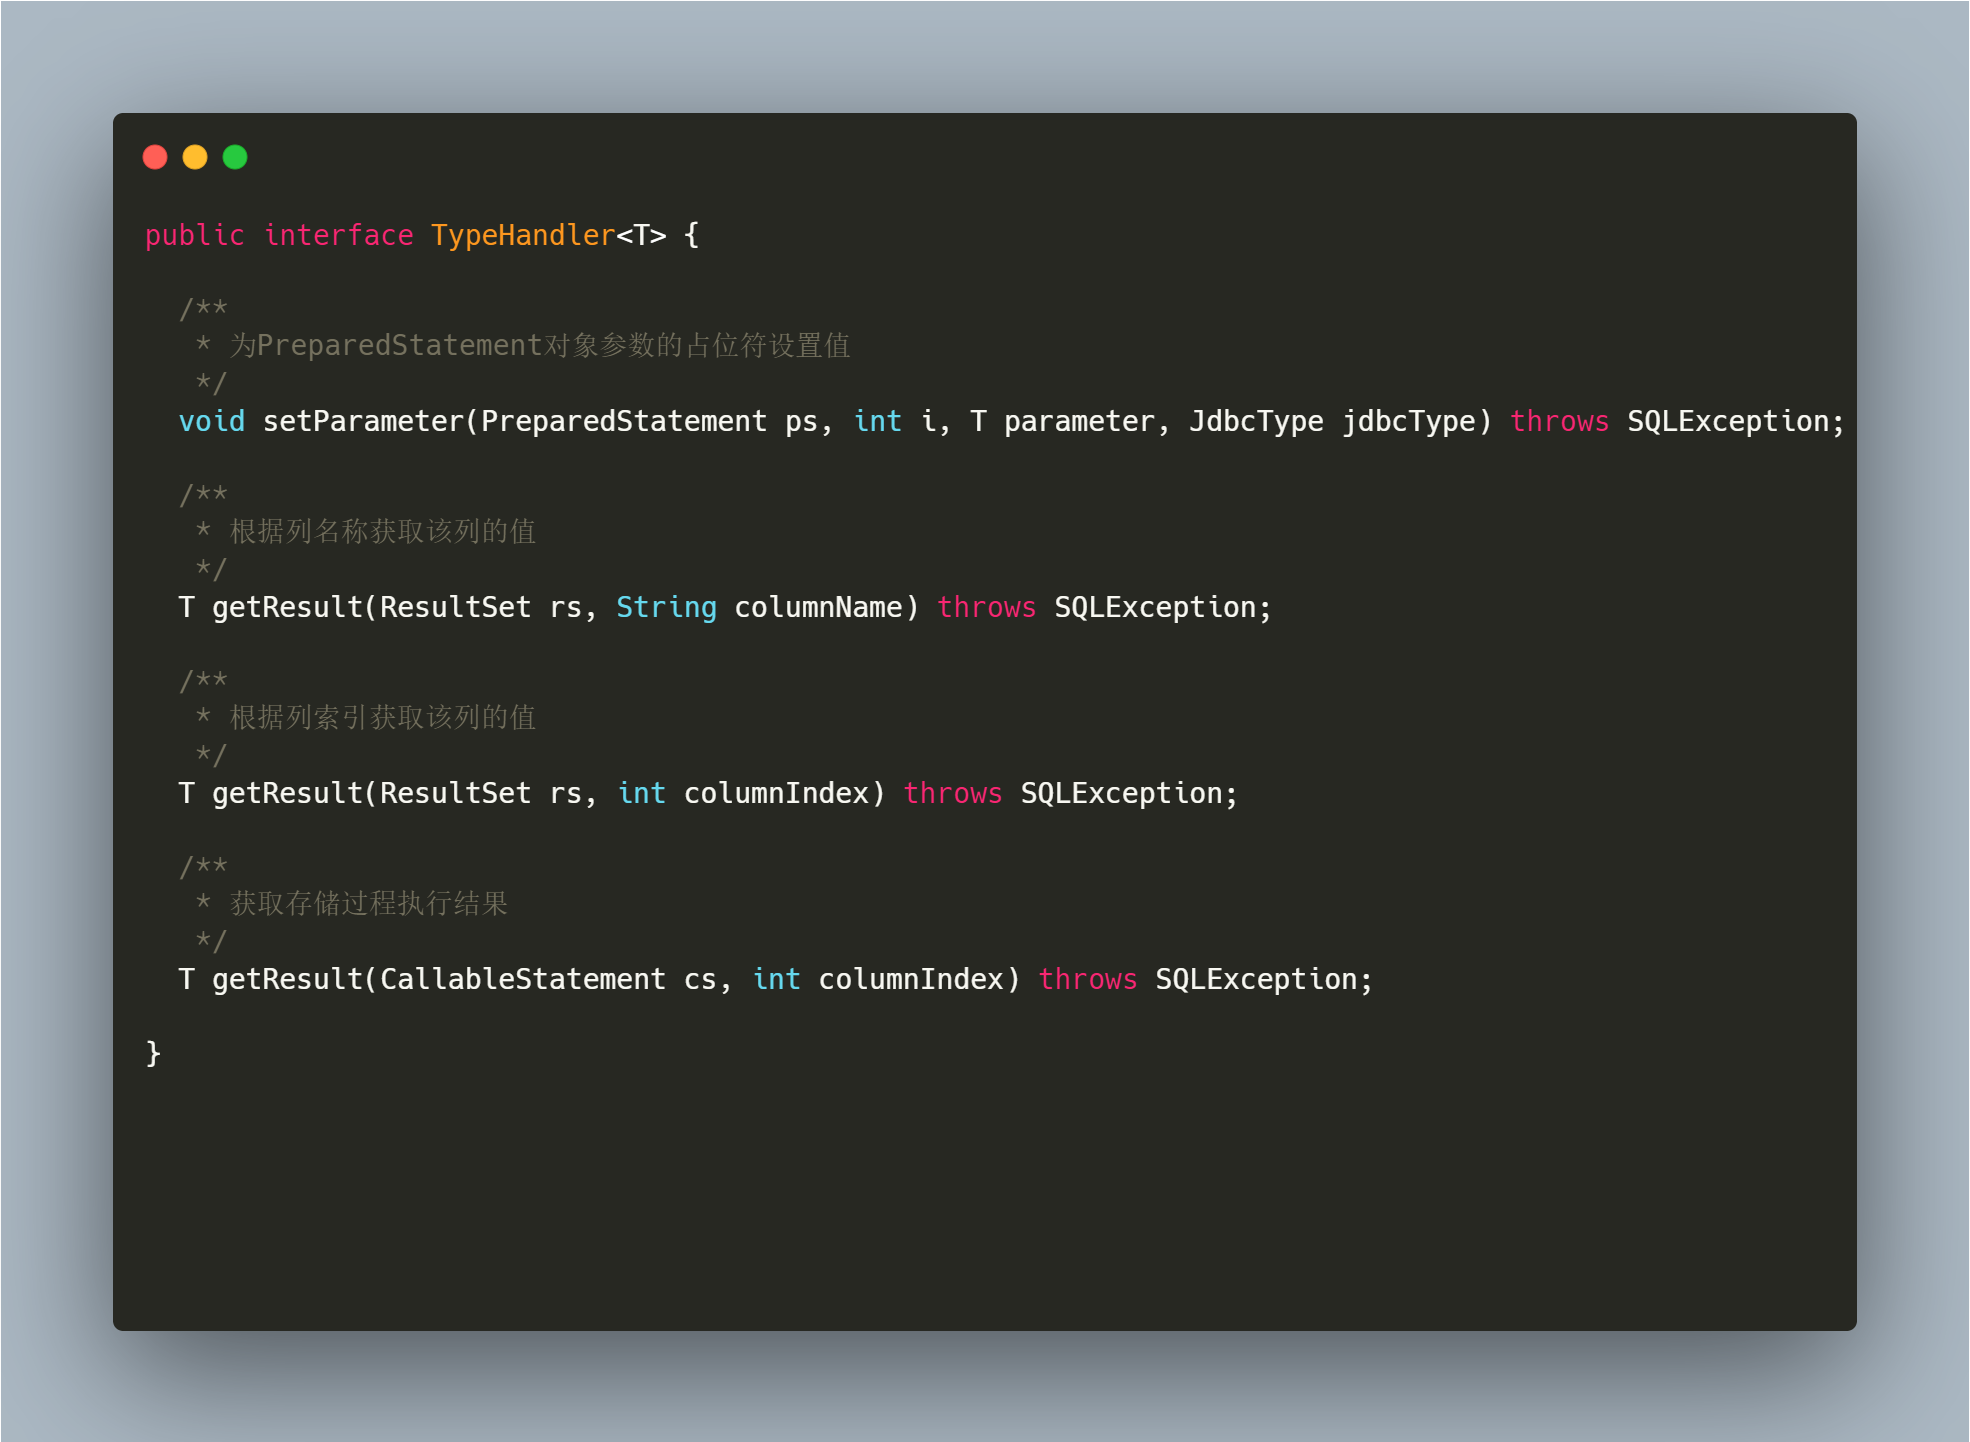 public interface TypeHandler<T> {
/**
* 为PreparedStatement对象参数的占位符设置值
*/
void setParameter(PreparedStatement ps, int i, T parameter, JdbcType jdbcType) throws SQLException;
/**
* 根据列名称获取该列的值
*/
T getResult(ResultSet rs, String columnName) throws SQLException;
/**
* 根据列索引获取该列的值
*/
T getResult(ResultSet rs, int columnIndex) throws SQLException;
/**
* 获取存储过程执行结果
*/
T getResult(CallableStatement cs, int columnIndex) throws SQLException;
}